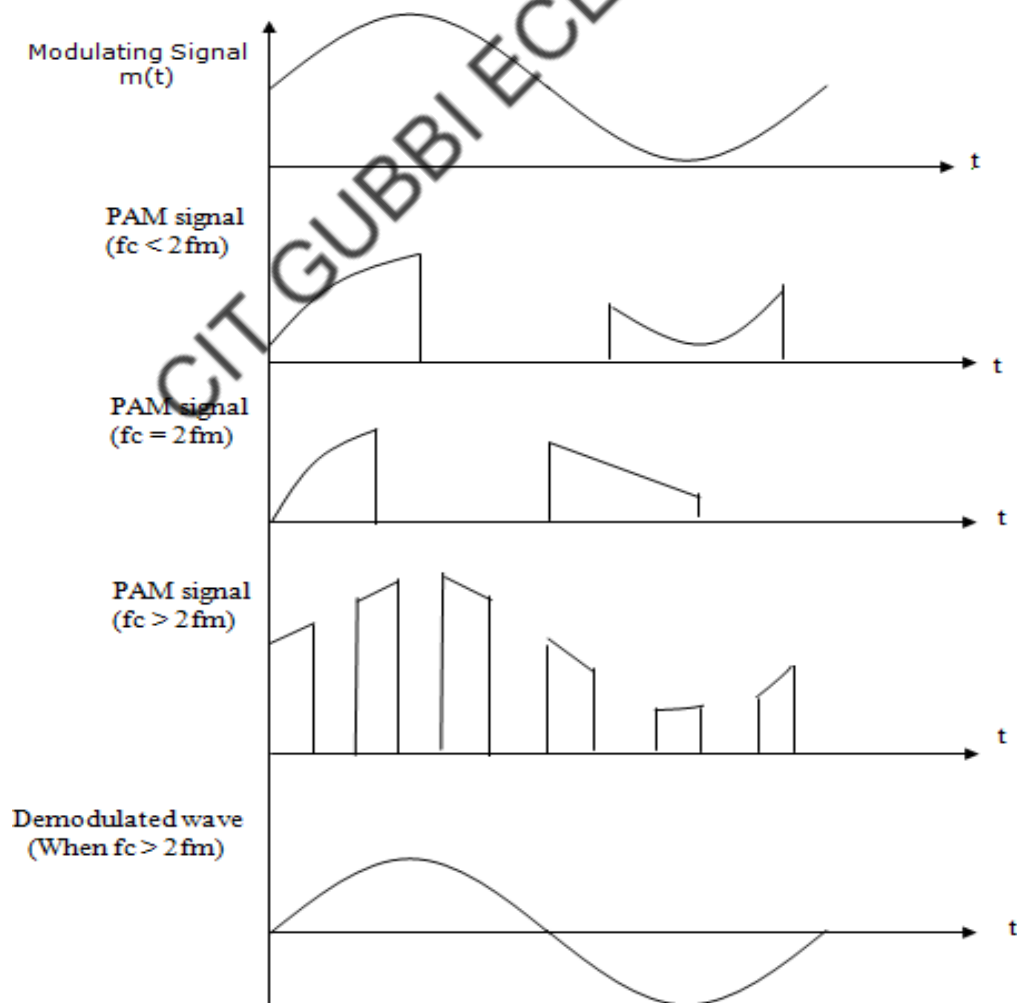 Modulating Signal
m(t)
t
PAM signal
(fc < 2fm)
t
PAM signal
(fc = 2fm)
t
PAM signal
(fc > 2fm)
t
Demodulated wave
(When fc > 2fm)
t
CIT GUBBI